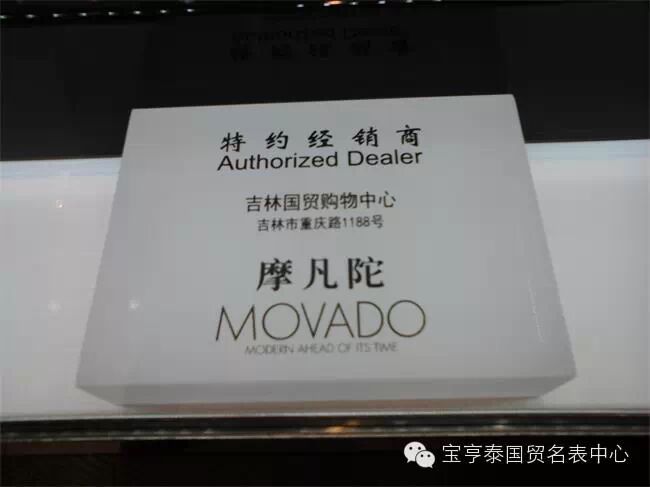 特约经销商
Authorized Dealer
吉林国贸购物中心
吉林市重庆路1188号
摩凡陀
MOVADO
MODERN AHEAD OF ITS TIME
宝亨泰国贸名表中心